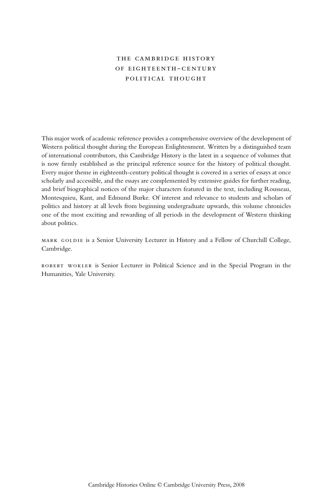 THE CAMBRIDGE HISTORY
OF EIGHTEENTH-CENTURY
POLITICAL THOUGHT
This major work of academic reference provides a comprehensive overview of the development of
Western political thought during the European Enlightenment. Written by a distinguished team
of international contributors, this Cambridge History is the latest in a sequence of volumes that
is now firmly established as the principal reference source for the history of political thought.
Every major theme in eighteenth-century political thought is covered in a series of essays at once
scholarly and accessible, and the essays are complemented by extensive guides for further reading,
and brief biographical notices of the major characters featured in the text, including Rousseau,
Montesquieu, Kant, and Edmund Burke. Of interest and relevance to students and scholars of
politics and history at all levels from beginning undergraduate upwards, this volume chronicles
one of the most exciting and rewarding of all periods in the development of Western thinking
about politics.
MARK GOLDIE is a Senior University Lecturer in History and a Fellow of Churchill College,
Cambridge.
ROBERT WOKLER is Senior Lecturer in Political Science and in the Special Program in the
Humanities, Yale University.
Cambridge Histories Online © Cambridge University Press, 2008